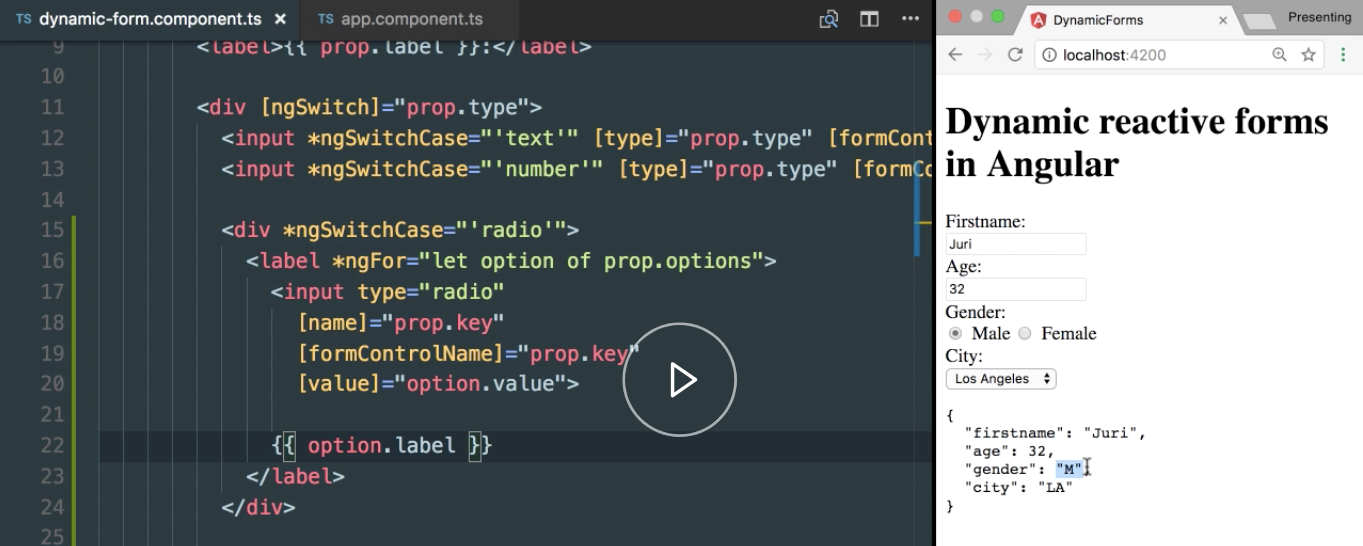 TS dynamic-form.component.ts ×
TS app.component.ts
9 <label>{{ prop.label }}:</label>
10
11 <div [ngSwitch]="prop.type">
12 <input *ngSwitchCase="'text'" [type]="prop.type" [formCont
13 <input *ngSwitchCase="'number'" [type]="prop.type" [formCo
14
15 <div *ngSwitchCase="'radio'">
16 <label *ngFor="let option of prop.options">
17 <input type="radio"
18 [name]="prop.key"
19 [formControlName]="prop.key"
20 [value]="option.value">
21
22 {{ option.label }}
23 </label>
24 </div>
25
DynamicForms ×
Presenting
localhost:4200
Dynamic reactive forms
in Angular
Firstname:
Juri
Age:
32
Gender:
Male Female
City:
Los Angeles
{
"firstname": "Juri",
"age": 32,
"gender": "M",
"city": "LA"
}